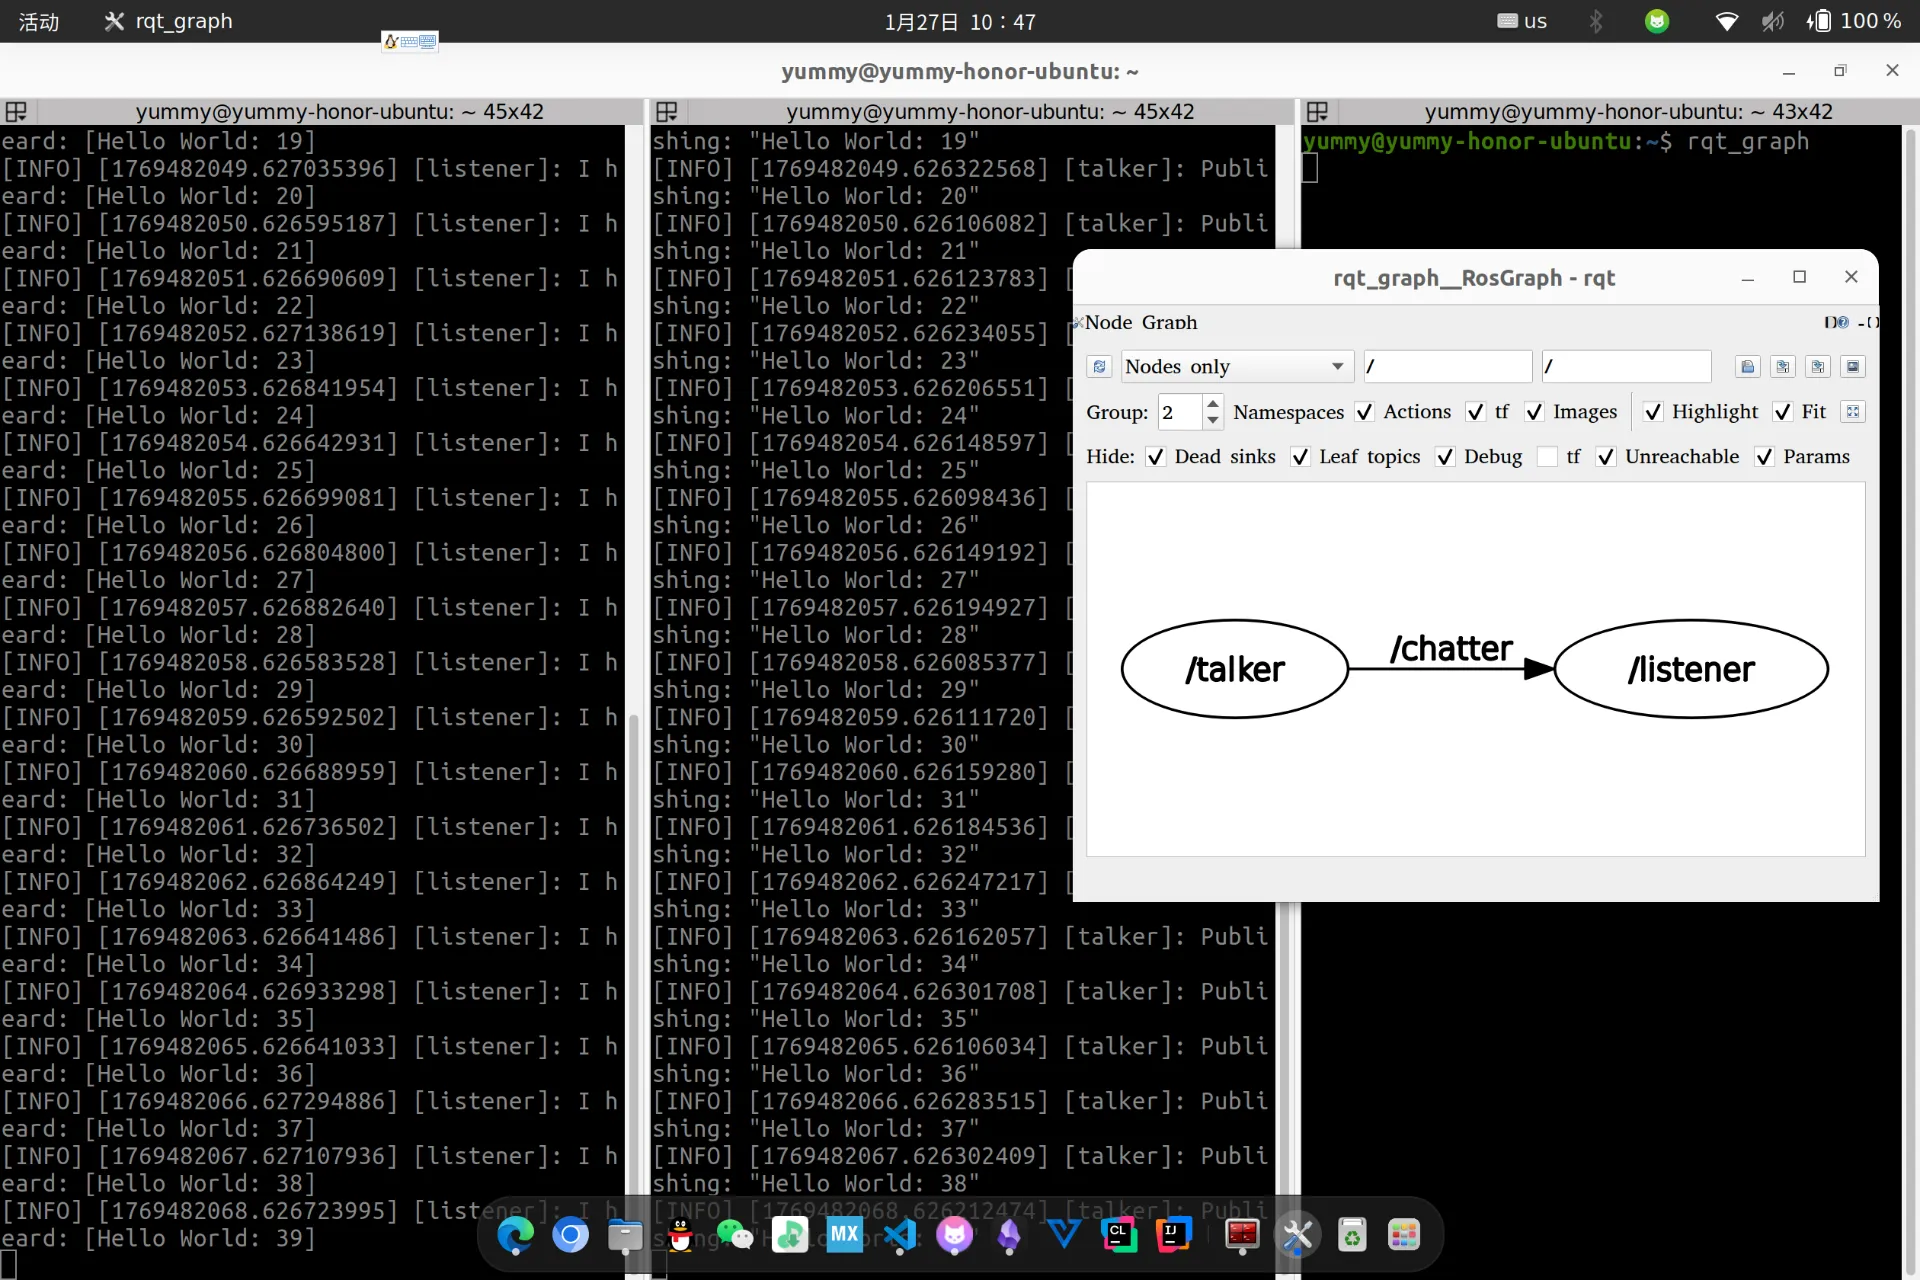 活动 rqt_graph 1月27日 10：47 us 100 %
yummy@yummy-honor-ubuntu: ~
yummy@yummy-honor-ubuntu: ~ 45x42
eard: [Hello World: 19]
[INFO] [1769482049.627035396] [listener]: I h
eard: [Hello World: 20]
[INFO] [1769482050.626595187] [listener]: I h
eard: [Hello World: 21]
[INFO] [1769482051.626690609] [listener]: I h
eard: [Hello World: 22]
[INFO] [1769482052.627138619] [listener]: I h
eard: [Hello World: 23]
[INFO] [1769482053.626841954] [listener]: I h
eard: [Hello World: 24]
[INFO] [1769482054.626642931] [listener]: I h
eard: [Hello World: 25]
[INFO] [1769482055.626699081] [listener]: I h
eard: [Hello World: 26]
[INFO] [1769482056.626804800] [listener]: I h
eard: [Hello World: 27]
[INFO] [1769482057.626882640] [listener]: I h
eard: [Hello World: 28]
[INFO] [1769482058.626583528] [listener]: I h
eard: [Hello World: 29]
[INFO] [1769482059.626592502] [listener]: I h
eard: [Hello World: 30]
[INFO] [1769482060.626688959] [listener]: I h
eard: [Hello World: 31]
[INFO] [1769482061.626736502] [listener]: I h
eard: [Hello World: 32]
[INFO] [1769482062.626864249] [listener]: I h
eard: [Hello World: 33]
[INFO] [1769482063.626641486] [listener]: I h
eard: [Hello World: 34]
[INFO] [1769482064.626933298] [listener]: I h
eard: [Hello World: 35]
[INFO] [1769482065.626641033] [listener]: I h
eard: [Hello World: 36]
[INFO] [1769482066.627294886] [listener]: I h
eard: [Hello World: 37]
[INFO] [1769482067.627107936] [listener]: I h
eard: [Hello World: 38]
[INFO] [1769482068.626723995] [listene
eard: [Hello World: 39]
yummy@yummy-honor-ubuntu: ~ 45x42
shing: "Hello World: 19"
[INFO] [1769482049.626322568] [talker]: Publi
shing: "Hello World: 20"
[INFO] [1769482050.626106082] [talker]: Publi
shing: "Hello World: 21"
[INFO] [1769482051.626123783] [
shing: "Hello World: 22"
[INFO] [1769482052.626234055] [
shing: "Hello World: 23"
[INFO] [1769482053.626206551] [
shing: "Hello World: 24"
[INFO] [1769482054.626148597] [
shing: "Hello World: 25"
[INFO] [1769482055.626098436] [
shing: "Hello World: 26"
[INFO] [1769482056.626149192] [
shing: "Hello World: 27"
[INFO] [1769482057.626194927] [
shing: "Hello World: 28"
[INFO] [1769482058.626085377] [
shing: "Hello World: 29"
[INFO] [1769482059.626111720] [
shing: "Hello World: 30"
[INFO] [1769482060.626159280] [
shing: "Hello World: 31"
[INFO] [1769482061.626184536] [
shing: "Hello World: 32"
[INFO] [1769482062.626247217] [
shing: "Hello World: 33"
[INFO] [1769482063.626162057] [talker]: Publi
shing: "Hello World: 34"
[INFO] [1769482064.626301708] [talker]: Publi
shing: "Hello World: 35"
[INFO] [1769482065.626106034] [talker]: Publi
shing: "Hello World: 36"
[INFO] [1769482066.626283515] [talker]: Publi
shing: "Hello World: 37"
[INFO] [1769482067.626302409] [talker]: Publi
shing: "Hello World: 38"
[INFO] [1769482068.626212474] [talker]: Publi
yummy@yummy-honor-ubuntu: ~ 43x42
yummy@yummy-honor-ubuntu:~$ rqt_graph
rqt_graph__RosGraph - rqt
Node Graph
Nodes only / /
Group: 2 Namespaces Actions tf Images Highlight Fit
Hide: Dead sinks Leaf topics Debug tf Unreachable Params
/talker /chatter /listener
MX CL IJ